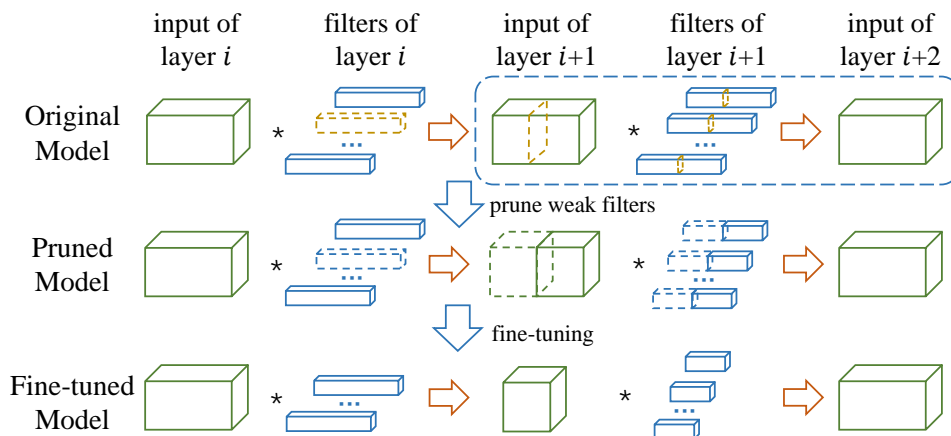 input of
layer i
filters of
layer i
input of
layer i+1
filters of
layer i+1
input of
layer i+2
Original
Model
*
...
*
...
prune weak filters
Pruned
Model
*
...
*
...
fine-tuning
Fine-tuned
Model
*
...
*
...